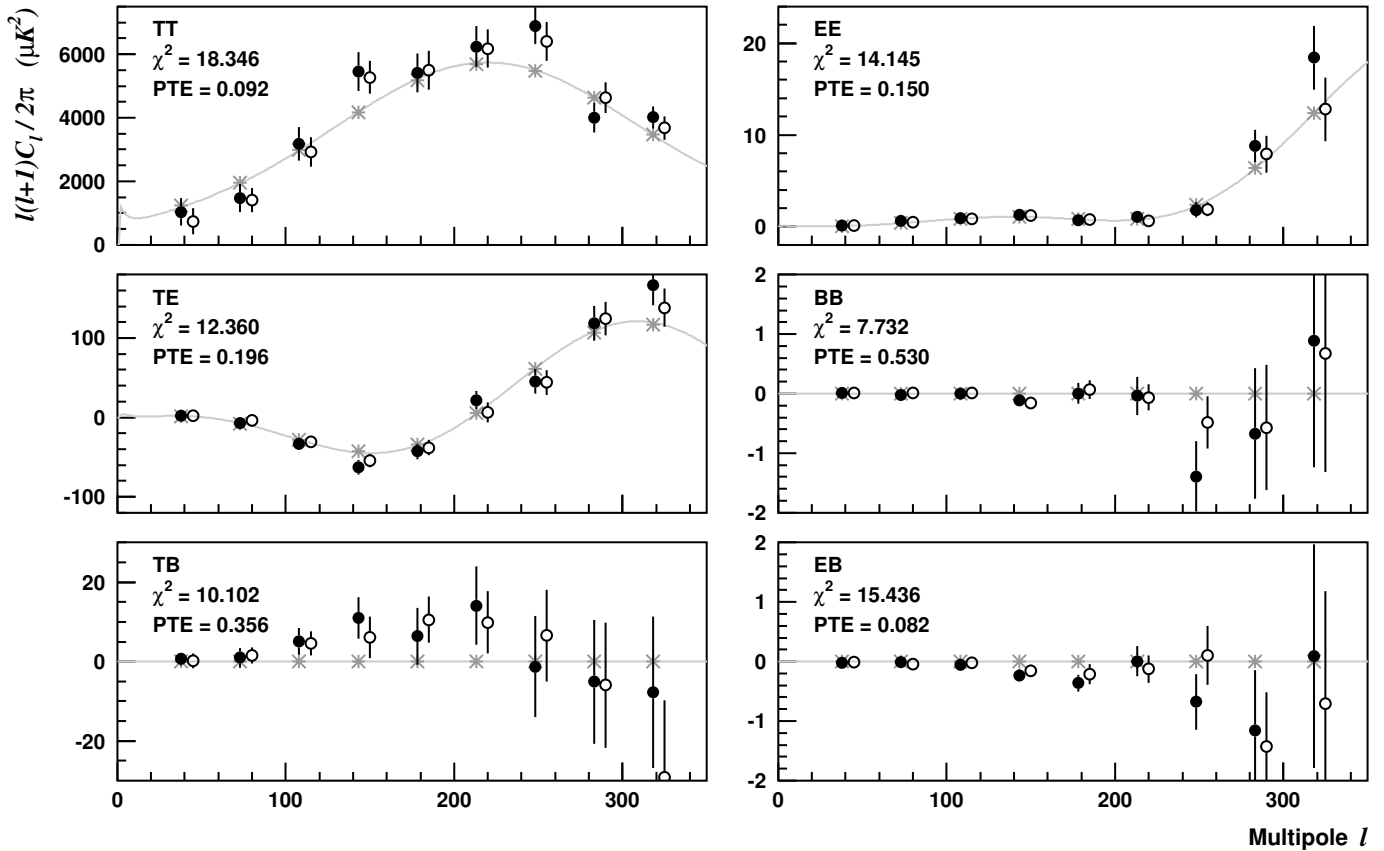 l(l+1)C_l / 2π (μK²)
TT
χ² = 18.346
PTE = 0.092
6000
4000
2000
0
EE
χ² = 14.145
PTE = 0.150
20
10
0
TE
χ² = 12.360
PTE = 0.196
100
0
-100
BB
χ² = 7.732
PTE = 0.530
2
1
0
-1
-2
TB
χ² = 10.102
PTE = 0.356
20
0
-20
0 100 200 300
EB
χ² = 15.436
PTE = 0.082
2
1
0
-1
-2
0 100 200 300
Multipole l